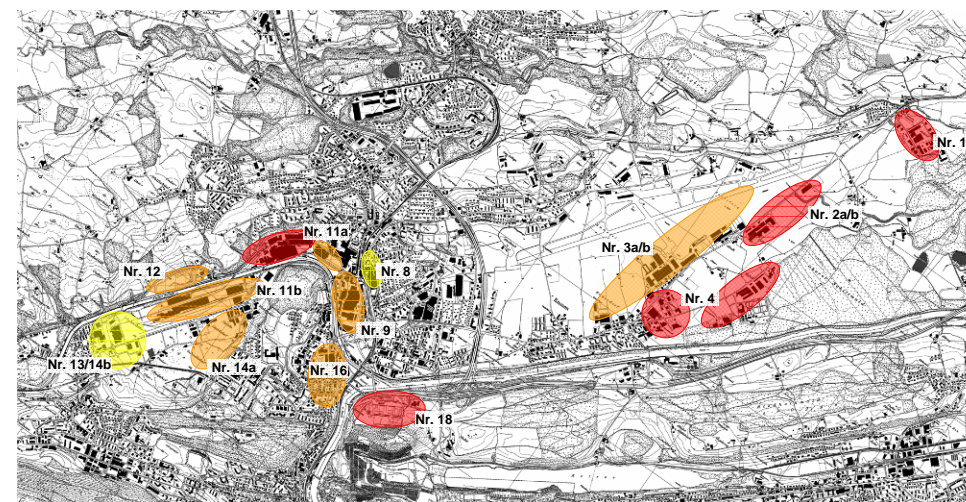 Nr. 1
Nr. 2a/b
Nr. 11a
Nr. 3a/b
Nr. 12
Nr. 8
Nr. 11b
Nr. 4
Nr. 9
Nr. 13/14b
Nr. 14a
Nr. 16
Nr. 18